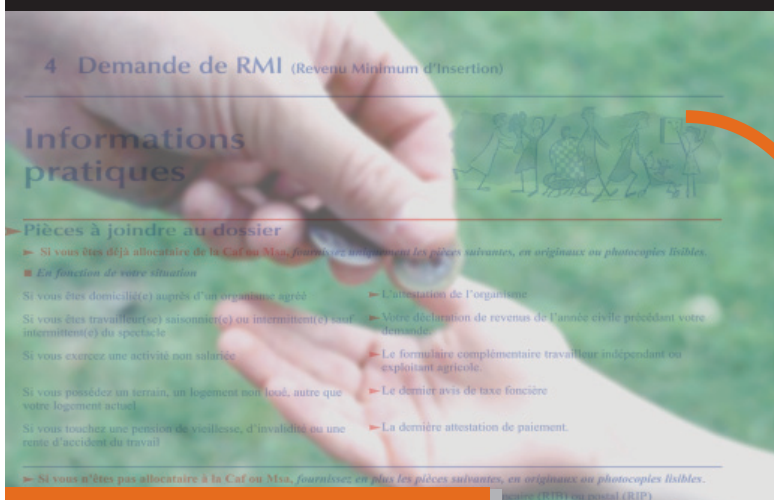 4 Demande de RMI (Revenu Minimum d'Insertion)
Informations
pratiques
Pièces à joindre au dossier
Si vous êtes déjà allocataire de la Caf ou Msa, fournissez uniquement les pièces suivantes, en originaux ou photocopies lisibles.
En fonction de votre situation
Si vous êtes domicilié(e) auprès d'un organisme agréé
L'attestation de l'organisme
Si vous êtes travailleur(se) saisonnier(e) ou intermittent(e) sauf
intermittent(e) du spectacle
Votre déclaration de revenus de l'année civile précédant votre
demande.
Si vous exercez une activité non salariée
Le formulaire complémentaire travailleur indépendant ou
exploitant agricole.
Si vous possédez un terrain, un logement non loué, autre que
votre logement actuel
Le dernier avis de taxe foncière
Si vous touchez une pension de vieillesse, d'invalidité ou une
rente d'accident du travail
La dernière attestation de paiement.
Si vous n'êtes pas allocataire à la Caf ou Msa, fournissez en plus les pièces suivantes, en originaux ou photocopies lisibles.
(RIB) ou postal (RIP)